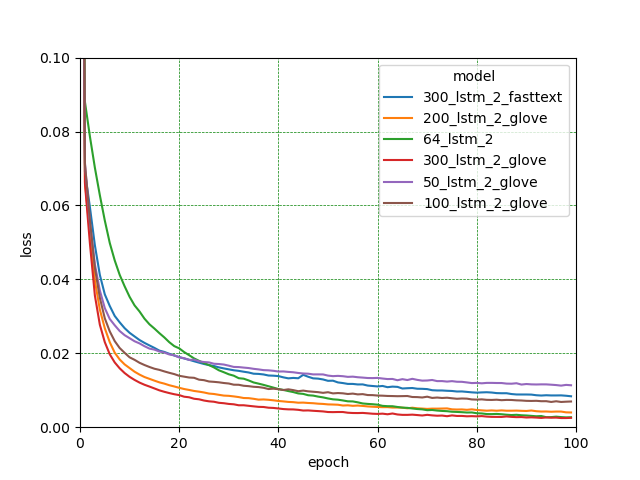 0.10
0.08
0.06
0.04
0.02
0.00
loss
0
20
40
60
80
100
epoch
model
300_lstm_2_fasttext
200_lstm_2_glove
64_lstm_2
300_lstm_2_glove
50_lstm_2_glove
100_lstm_2_glove